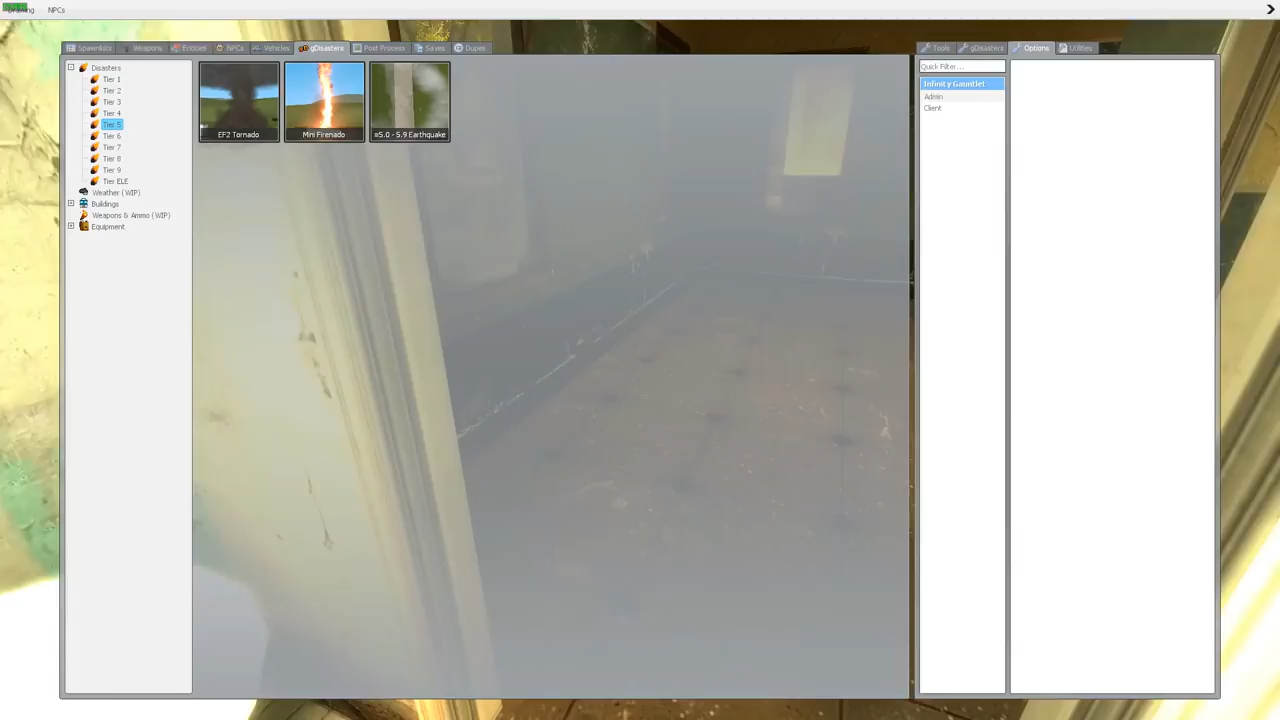 Drawing NPCs
Spawnlists Weapons Entities NPCs Vehicles gDisasters Post Process Saves Dupes
Tools gDisasters Options Utilities
Disasters
Tier 1
Tier 2
Tier 3
Tier 4
Tier 5
Tier 6
Tier 7
Tier 8
Tier 9
Tier ELE
Weather (WIP)
Buildings
Weapons & Ammo (WIP)
Equipment
EF2 Tornado
Mini Firenado
≈5.0 - 5.9 Earthquake
Quick Filter...
Infinity Gauntlet
Admin
Client